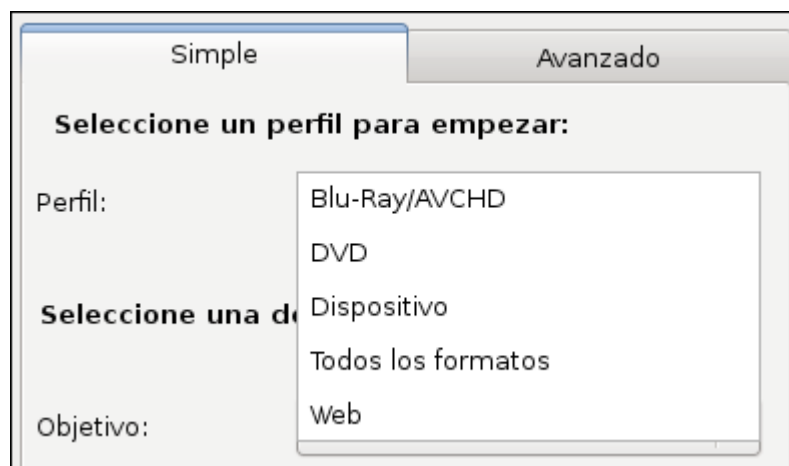 Simple
Avanzado
Seleccione un perfil para empezar:
Perfil:
Blu-Ray/AVCHD
DVD
Dispositivo
Seleccione una
Todos los formatos
Web
Objetivo: